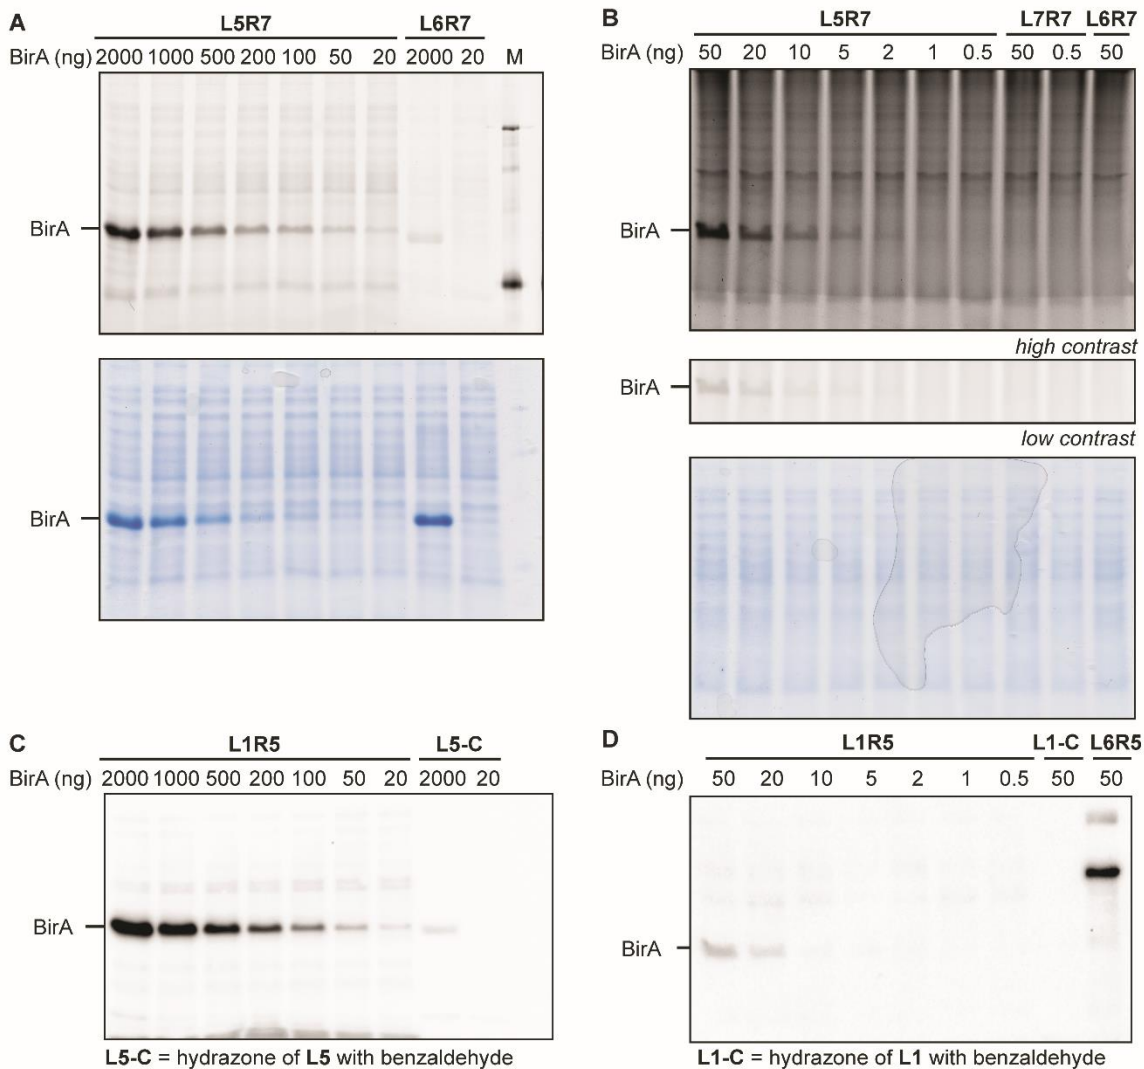 A
L5R7 L6R7
BirA (ng) 2000 1000 500 200 100 50 20 2000 20 M
BirA
BirA
B
L5R7 L7R7 L6R7
BirA (ng) 50 20 10 5 2 1 0.5 50 0.5 50
BirA
high contrast
BirA
low contrast
C
L1R5 L5-C
BirA (ng) 2000 1000 500 200 100 50 20 2000 20
BirA
L5-C = hydrazone of L5 with benzaldehyde
D
L1R5 L1-C L6R5
BirA (ng) 50 20 10 5 2 1 0.5 50 50
BirA
L1-C = hydrazone of L1 with benzaldehyde